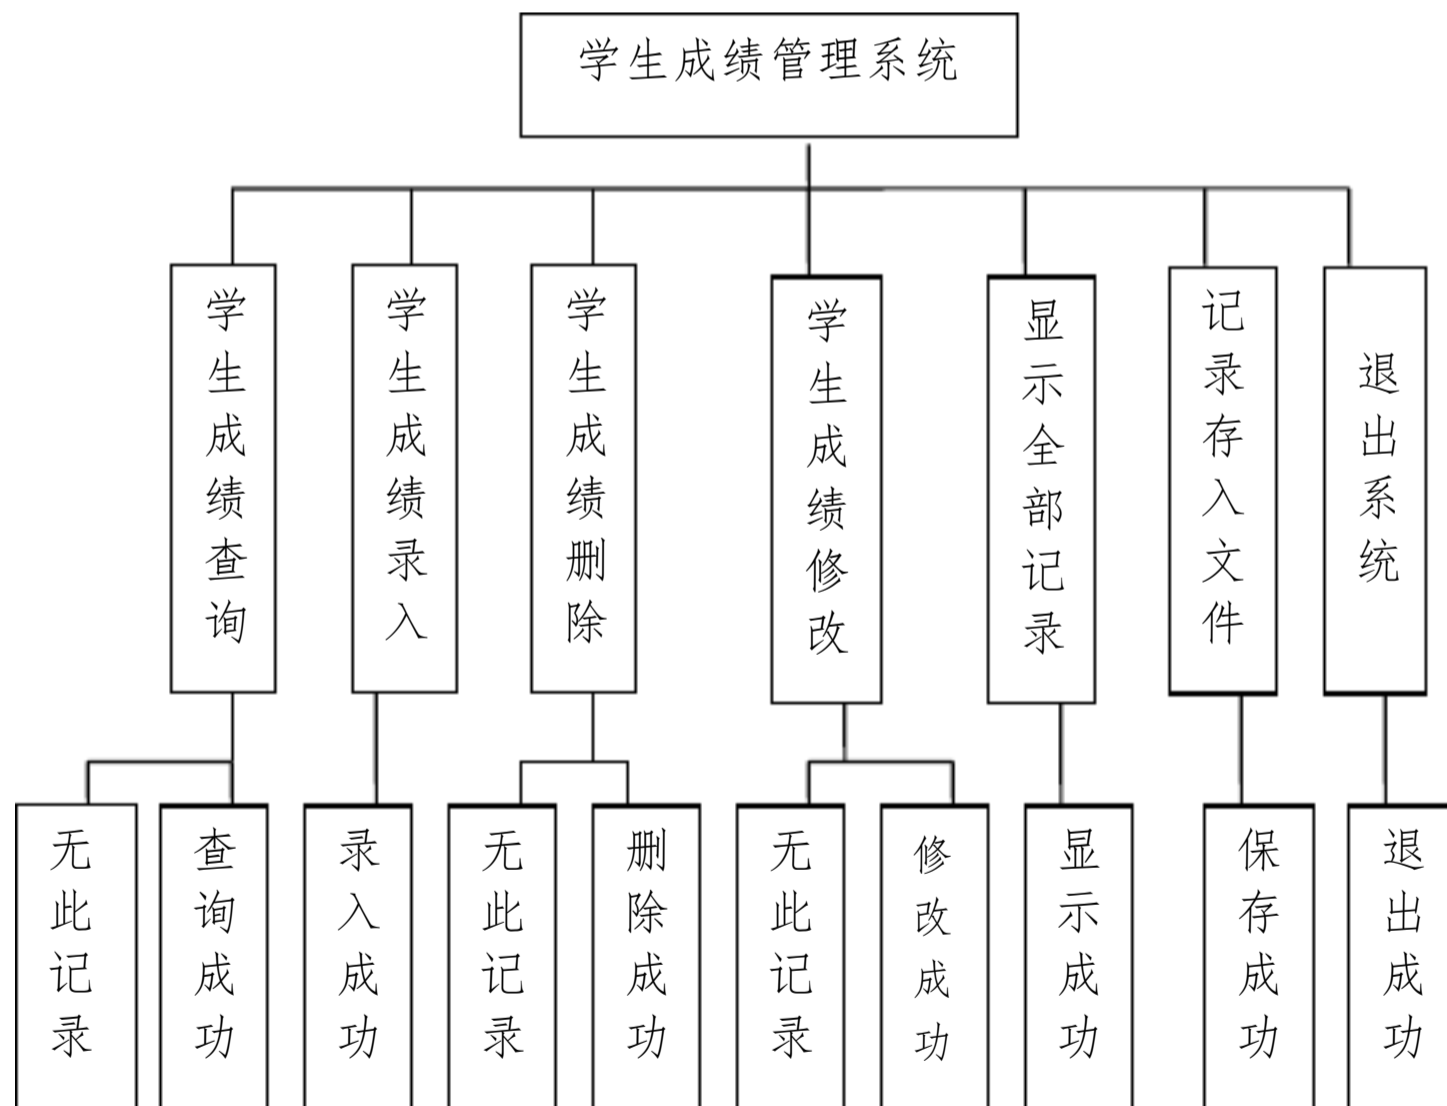 学生成绩管理系统
学生成绩查询
学生成绩录入
学生成绩删除
学生成绩修改
显示全部记录
记录存入文件
退出系统
无此记录
查询成功
录入成功
无此记录
删除成功
无此记录
修改成功
显示成功
保存成功
退出成功